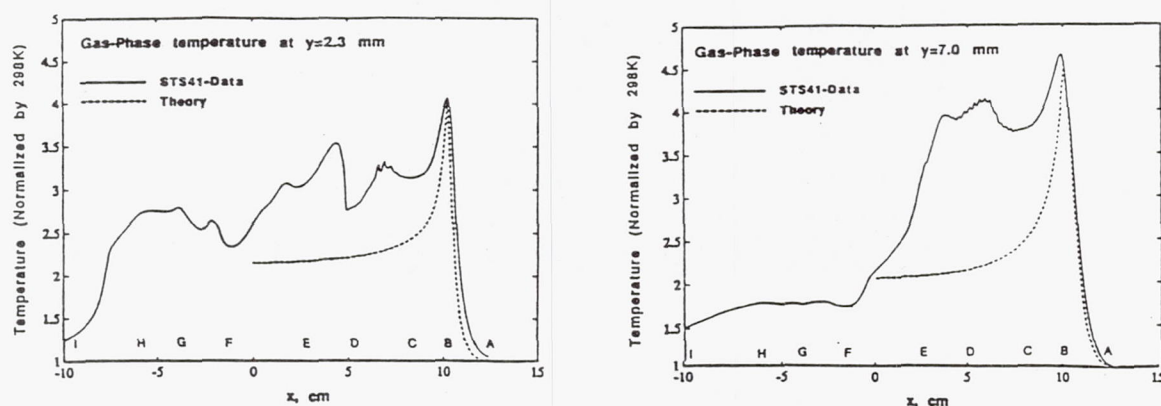 5
Gas-Phase temperature at y=2.3 mm
4.5
STS41-Data
4
Theory
3.5
3
2.5
2
1.5
1
I H G F E D C B A
-10 -5 0 5 10 15
x, cm
Temperature (Normalized by 298K)
5
Gas-Phase temperature at y=7.0 mm
4.5
STS41-Data
4
Theory
3.5
3
2.5
2
1.5
1
I H G F E D C B A
-10 -5 0 5 10 15
x, cm
Temperature (Normalized by 298K)